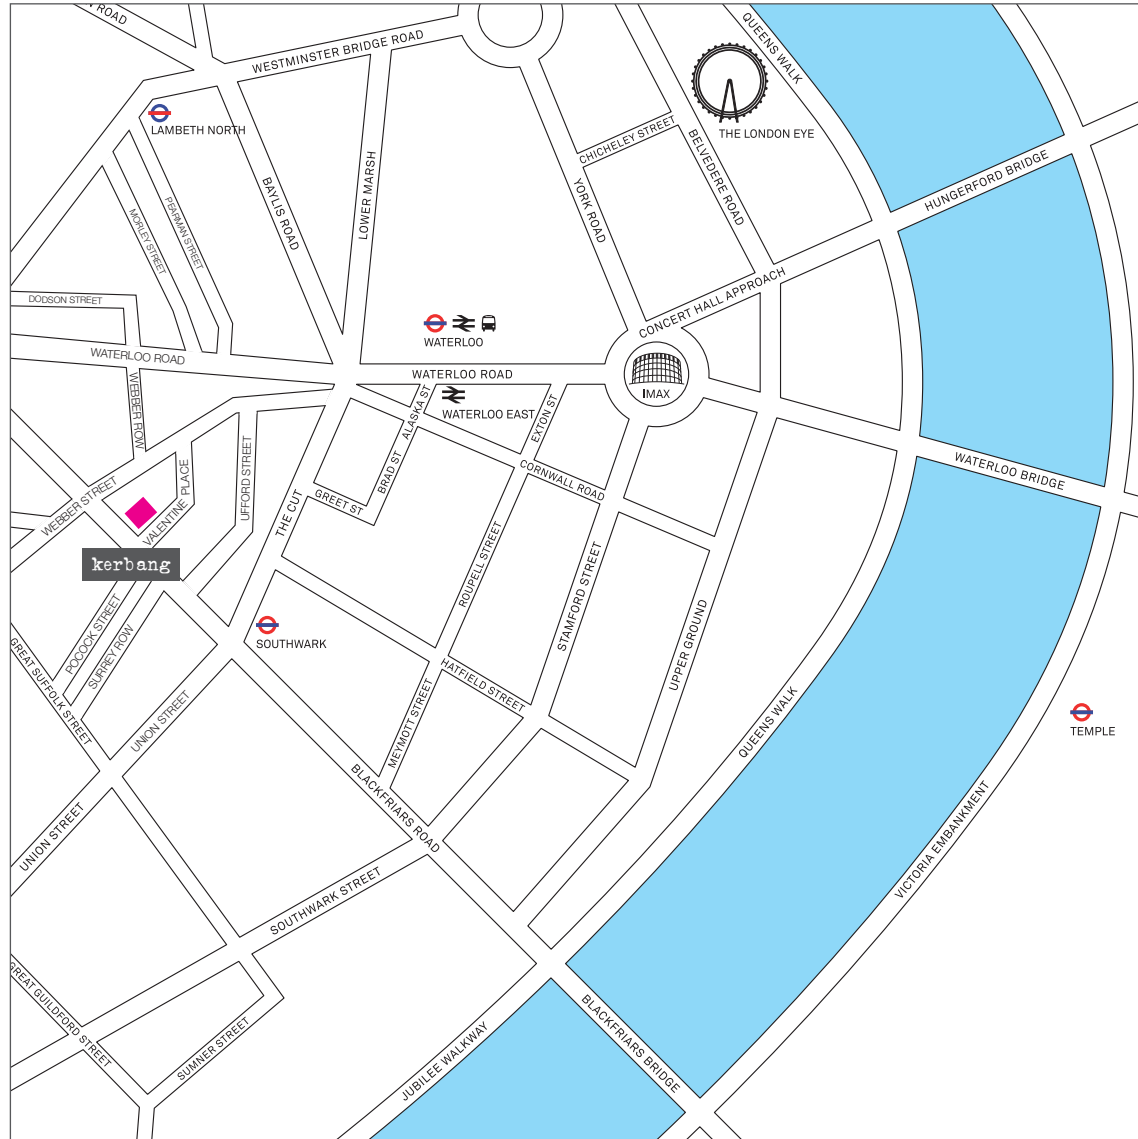 N ROAD
WESTMINSTER BRIDGE ROAD
QUEENS WALK
LAMBETH NORTH
THE LONDON EYE
CHICHELEY STREET
BELVEDERE ROAD
HUNGERFORD BRIDGE
LOWER MARSH
BAYLIS ROAD
YORK ROAD
PEARMAN STREET
MORLEY STREET
DODSON STREET
CONCERT HALL APPROACH
WATERLOO
WATERLOO ROAD
WATERLOO ROAD
IMAX
WEBBER ROW
ALASKA ST
WATERLOO EAST
EXTON ST
UFFORD STREET
VALENTINE PLACE
BRAD ST
CORNWALL ROAD
WATERLOO BRIDGE
WEBBER STREET
GREET ST
THE CUT
kerbang
ROUPELL STREET
STAMFORD STREET
POCOCK STREET
SURREY ROW
SOUTHWARK
UPPER GROUND
GREAT SUFFOLK STREET
HATFIELD STREET
UNION STREET
MEYMOTT STREET
QUEENS WALK
TEMPLE
BLACKFRIARS ROAD
UNION STREET
VICTORIA EMBANKMENT
SOUTHWARK STREET
GREAT GUILDFORD STREET
SUMNER STREET
JUBILEE WALKWAY
BLACKFRIARS BRIDGE